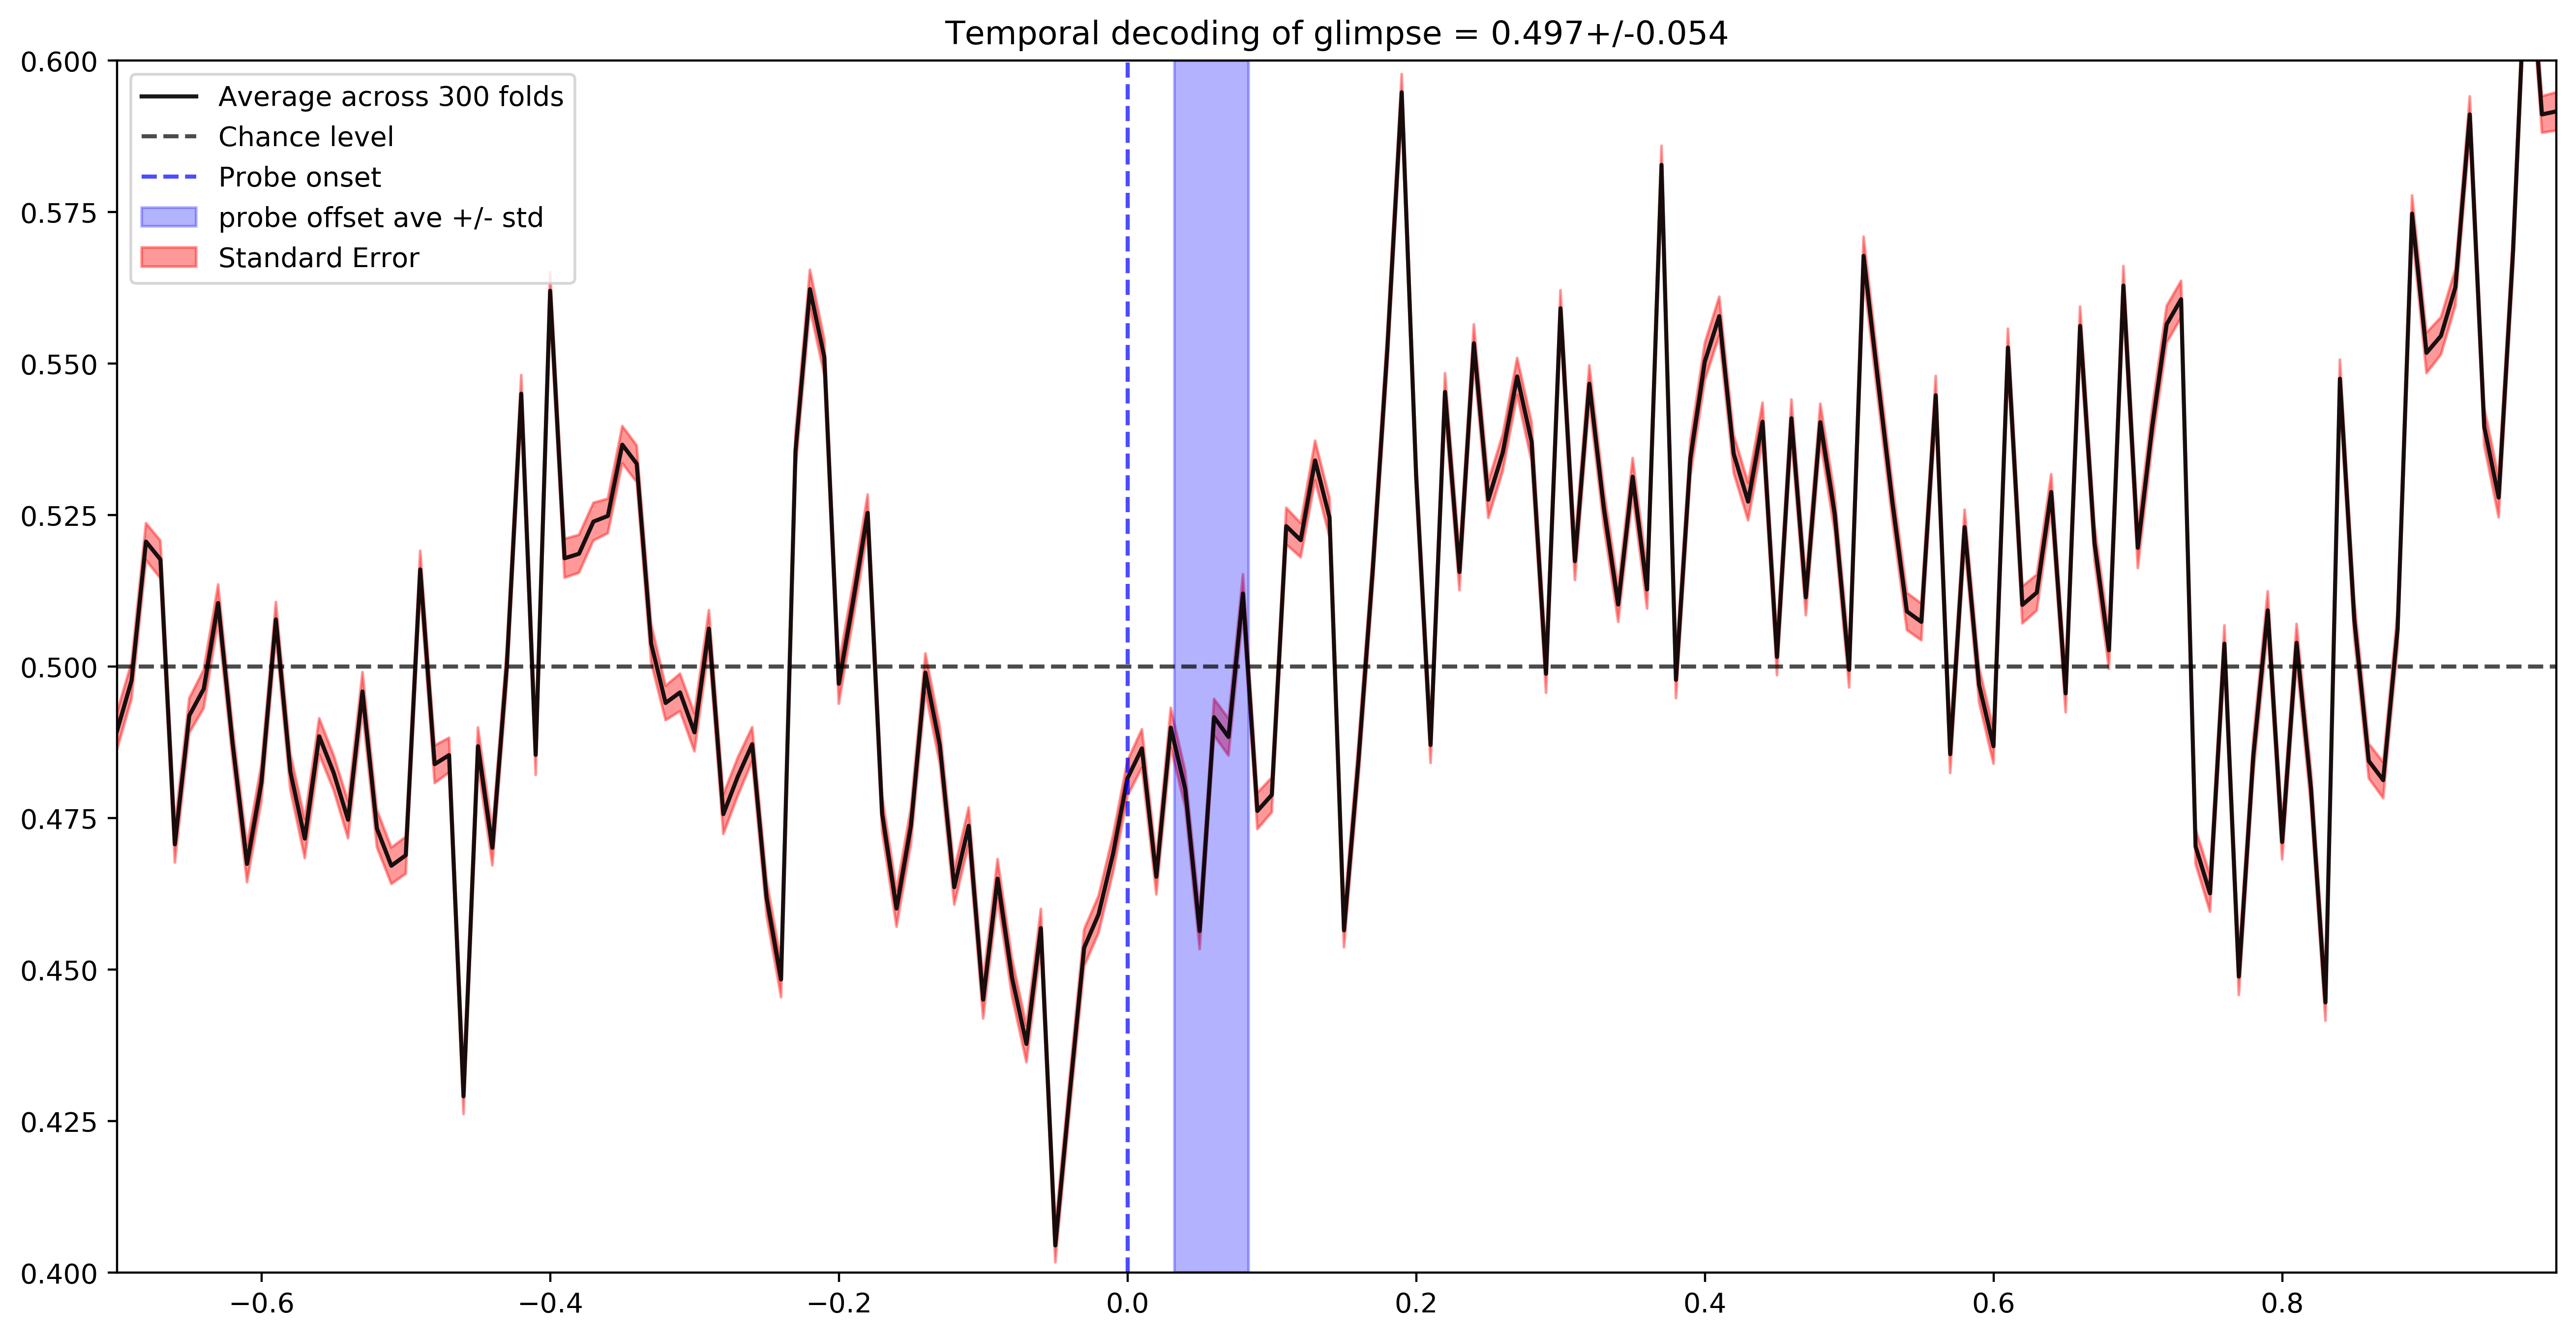 Temporal decoding of glimpse = 0.497+/-0.054
Average across 300 folds
Chance level
Probe onset
probe offset ave +/- std
Standard Error
0.600
0.575
0.550
0.525
0.500
0.475
0.450
0.425
0.400
−0.6 −0.4 −0.2 0.0 0.2 0.4 0.6 0.8